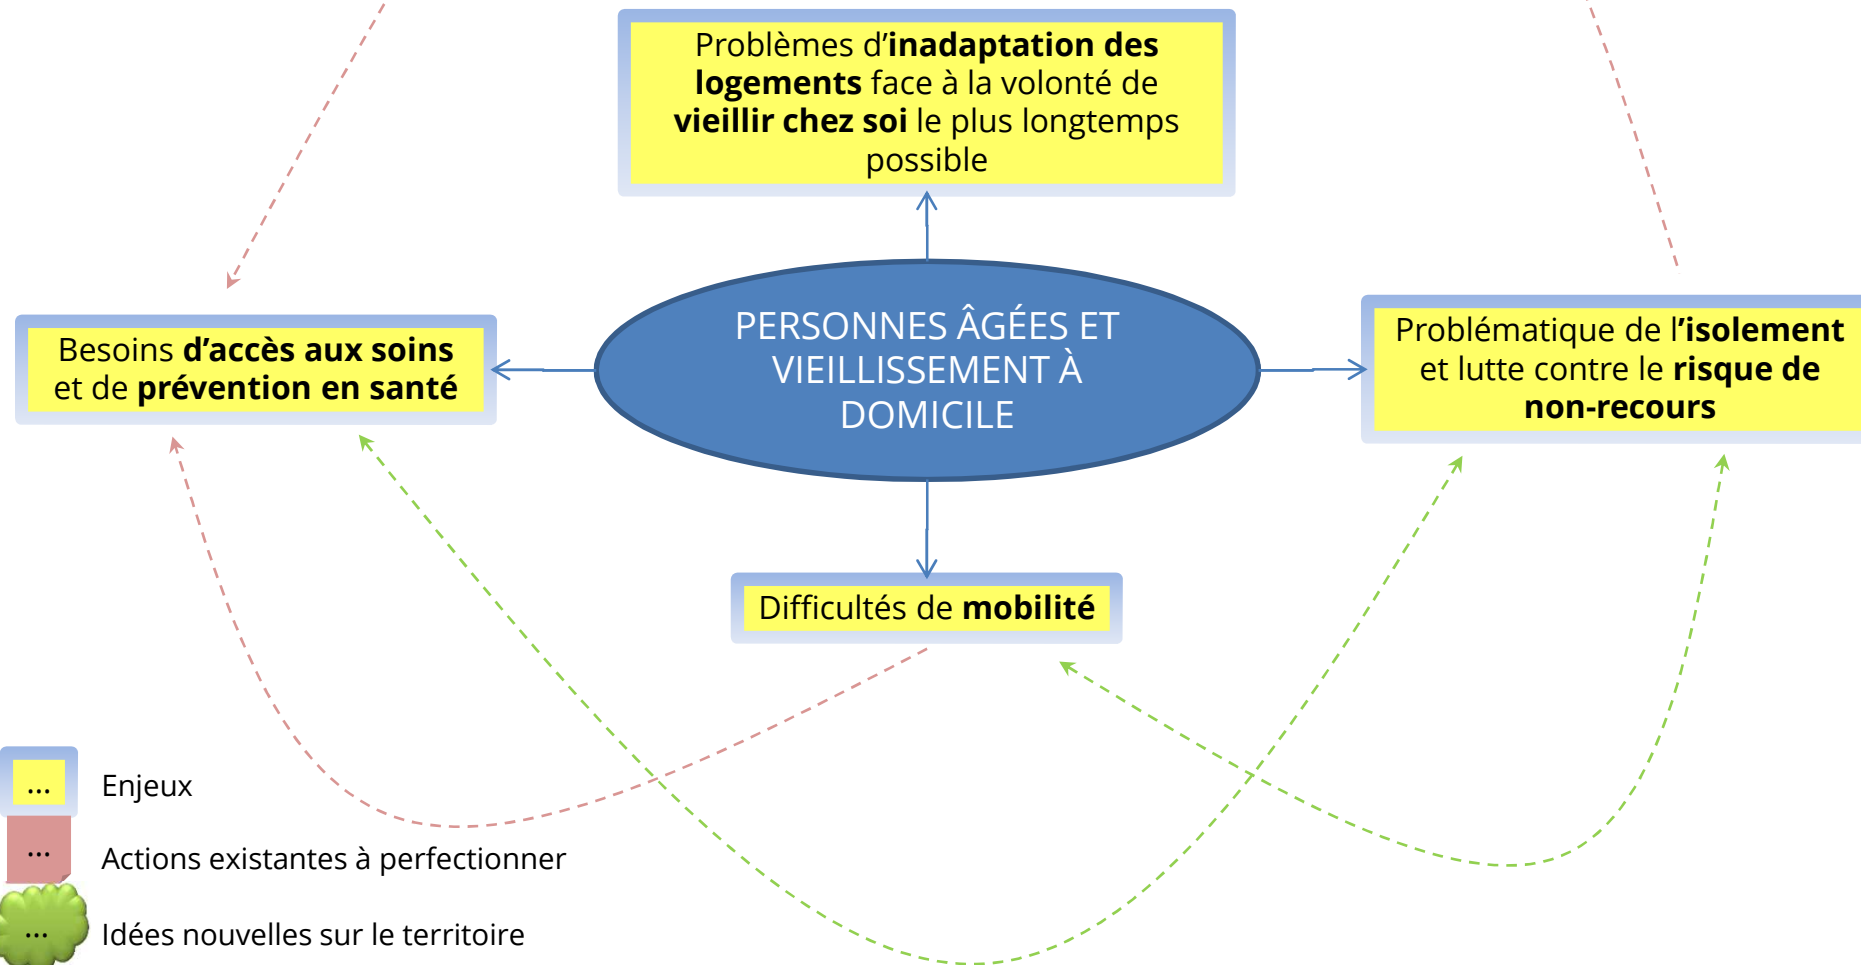 Problèmes d’inadaptation des
logements face à la volonté de
vieillir chez soi le plus longtemps
possible
PERSONNES ÂGÉES ET
VIEILLISSEMENT À
DOMICILE
Besoins d’accès aux soins
et de prévention en santé
Problématique de l’isolement
et lutte contre le risque de
non-recours
Difficultés de mobilité
... Enjeux
... Actions existantes à perfectionner
... Idées nouvelles sur le territoire